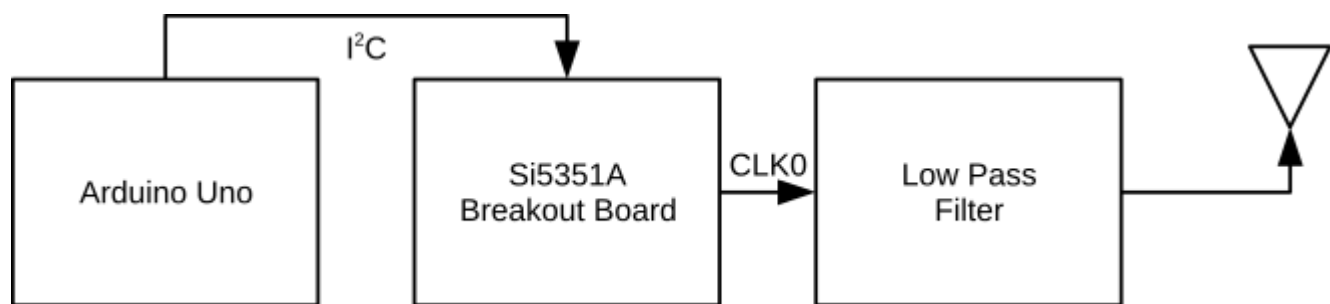 I²C
Arduino Uno
Si5351A
Breakout Board
CLK0
Low Pass
Filter